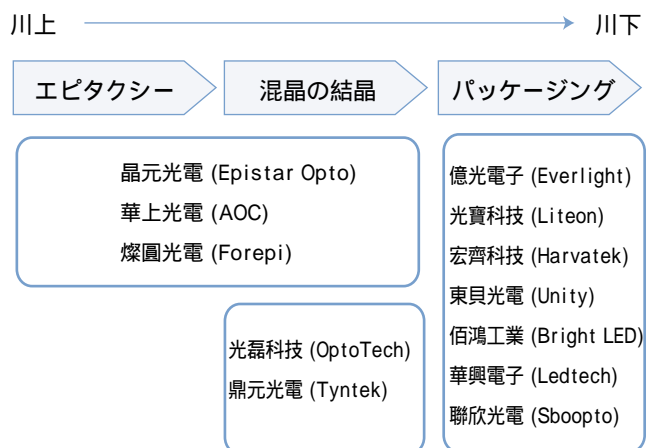 川上 川下
エピタクシー 混晶の結晶 パッケージング
晶元光電 (Epistar Opto)
華上光電 (AOC)
燦圓光電 (Forepi)
光磊科技 (OptoTech)
鼎元光電 (Tyntek)
億光電子 (Everlight)
光寶科技 (Liteon)
宏齊科技 (Harvatek)
東貝光電 (Unity)
佰鴻工業 (Bright LED)
華興電子 (Ledtech)
聯欣光電 (Sboopto)